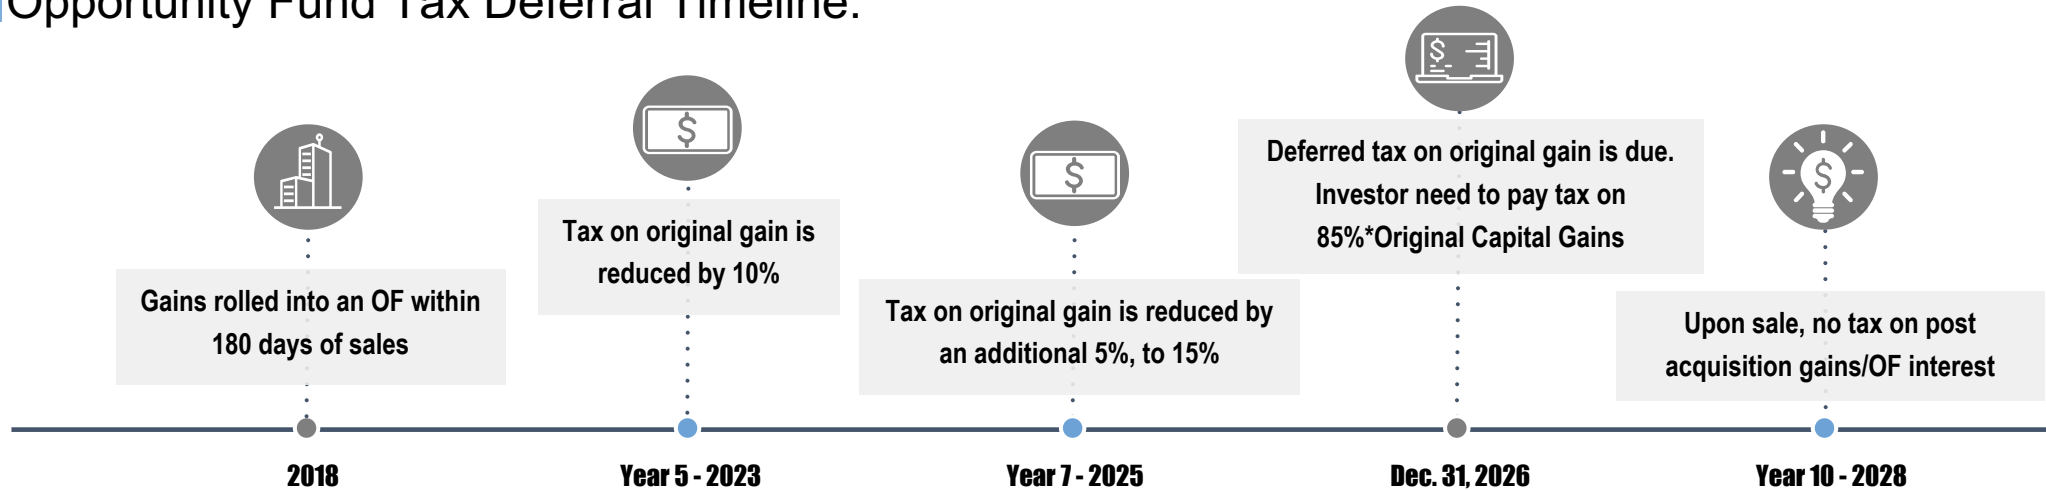 Opportunity Fund Tax Deferral Timeline:
Gains rolled into an OF within
180 days of sales
Tax on original gain is
reduced by 10%
Tax on original gain is reduced by
an additional 5%, to 15%
Deferred tax on original gain is due.
Investor need to pay tax on
85%*Original Capital Gains
Upon sale, no tax on post
acquisition gains/OF interest
2018
Year 5 - 2023
Year 7 - 2025
Dec. 31, 2026
Year 10 - 2028